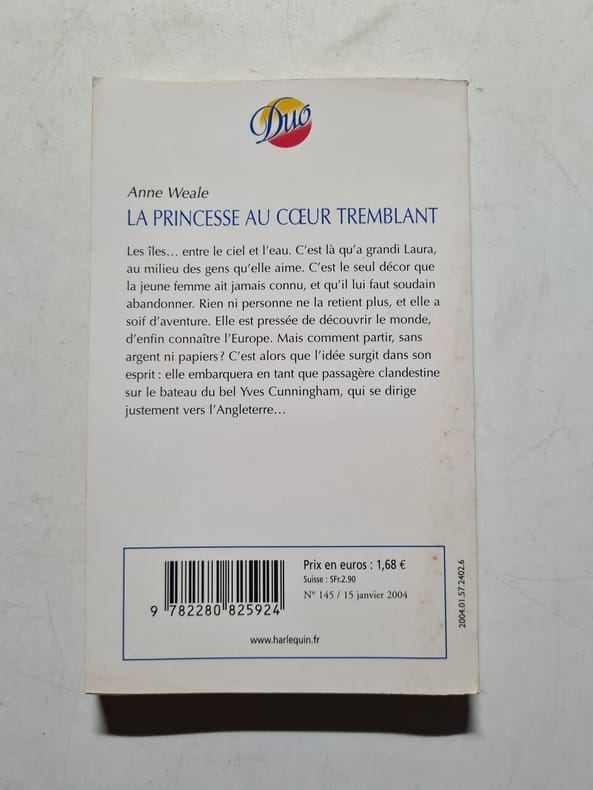 Duo
Anne Weale
LA PRINCESSE AU CŒUR TREMBLANT
Les îles... entre le ciel et l'eau. C'est là qu'a grandi Laura,
au milieu des gens qu'elle aime. C'est le seul décor que
la jeune femme ait jamais connu, et qu'il lui faut soudain
abandonner. Rien ni personne ne la retient plus, et elle a
soif d'aventure. Elle est pressée de découvrir le monde,
d'enfin connaître l'Europe. Mais comment partir, sans
argent ni papiers ? C'est alors que l'idée surgit dans son
esprit : elle embarquera en tant que passagère clandestine
sur le bateau du bel Yves Cunningham, qui se dirige
justement vers l'Angleterre...
9 782280 825924
Prix en euros : 1,68 €
Suisse : SFr.2.90
N° 145 / 15 janvier 2004
www.harlequin.fr
2004.01.57.2402.6